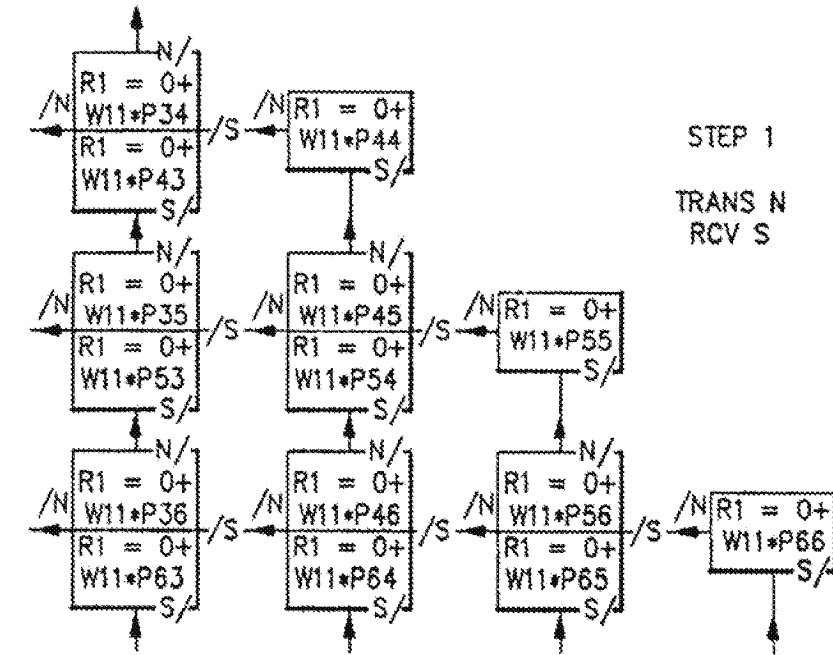 N/
R1 = 0+
/N W11*P34
/S
R1 = 0+
W11*P43
S/
/N R1 = 0+
W11*P44
S/
STEP 1
TRANS N
RCV S
N/
R1 = 0+
/N W11*P35
/S
R1 = 0+
W11*P53
S/
N/
R1 = 0+
/N W11*P45
/S
R1 = 0+
W11*P54
S/
/N R1 = 0+
W11*P55
S/
N/
R1 = 0+
/N W11*P36
/S
R1 = 0+
W11*P63
S/
N/
R1 = 0+
/N W11*P46
/S
R1 = 0+
W11*P64
S/
N/
R1 = 0+
/N W11*P56
/S
R1 = 0+
W11*P65
S/
/N R1 = 0+
W11*P66
S/